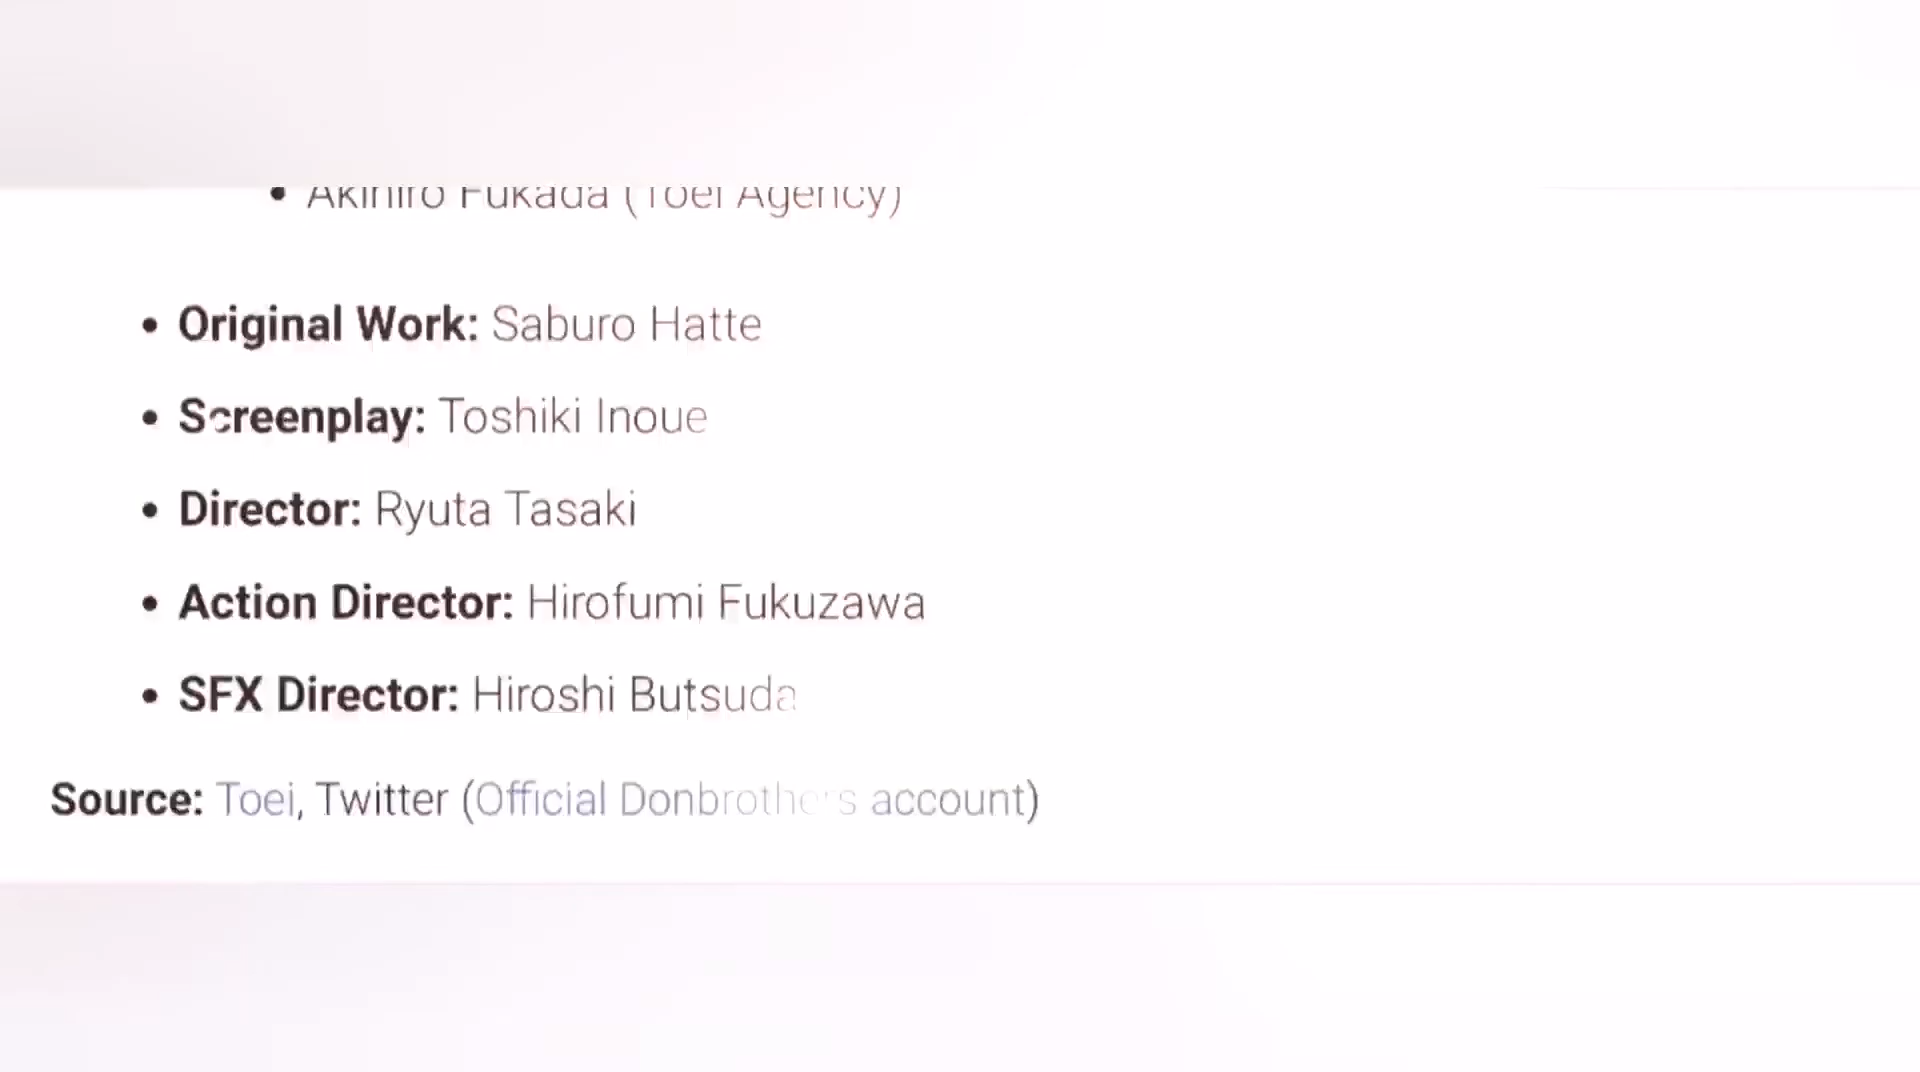 • Akihiro Fukada (Toei Agency)
• Original Work: Saburo Hatte
• Screenplay: Toshiki Inoue
• Director: Ryuta Tasaki
• Action Director: Hirofumi Fukuzawa
• SFX Director: Hiroshi Butsuda
Source: Toei, Twitter (Official Donbrothers account)